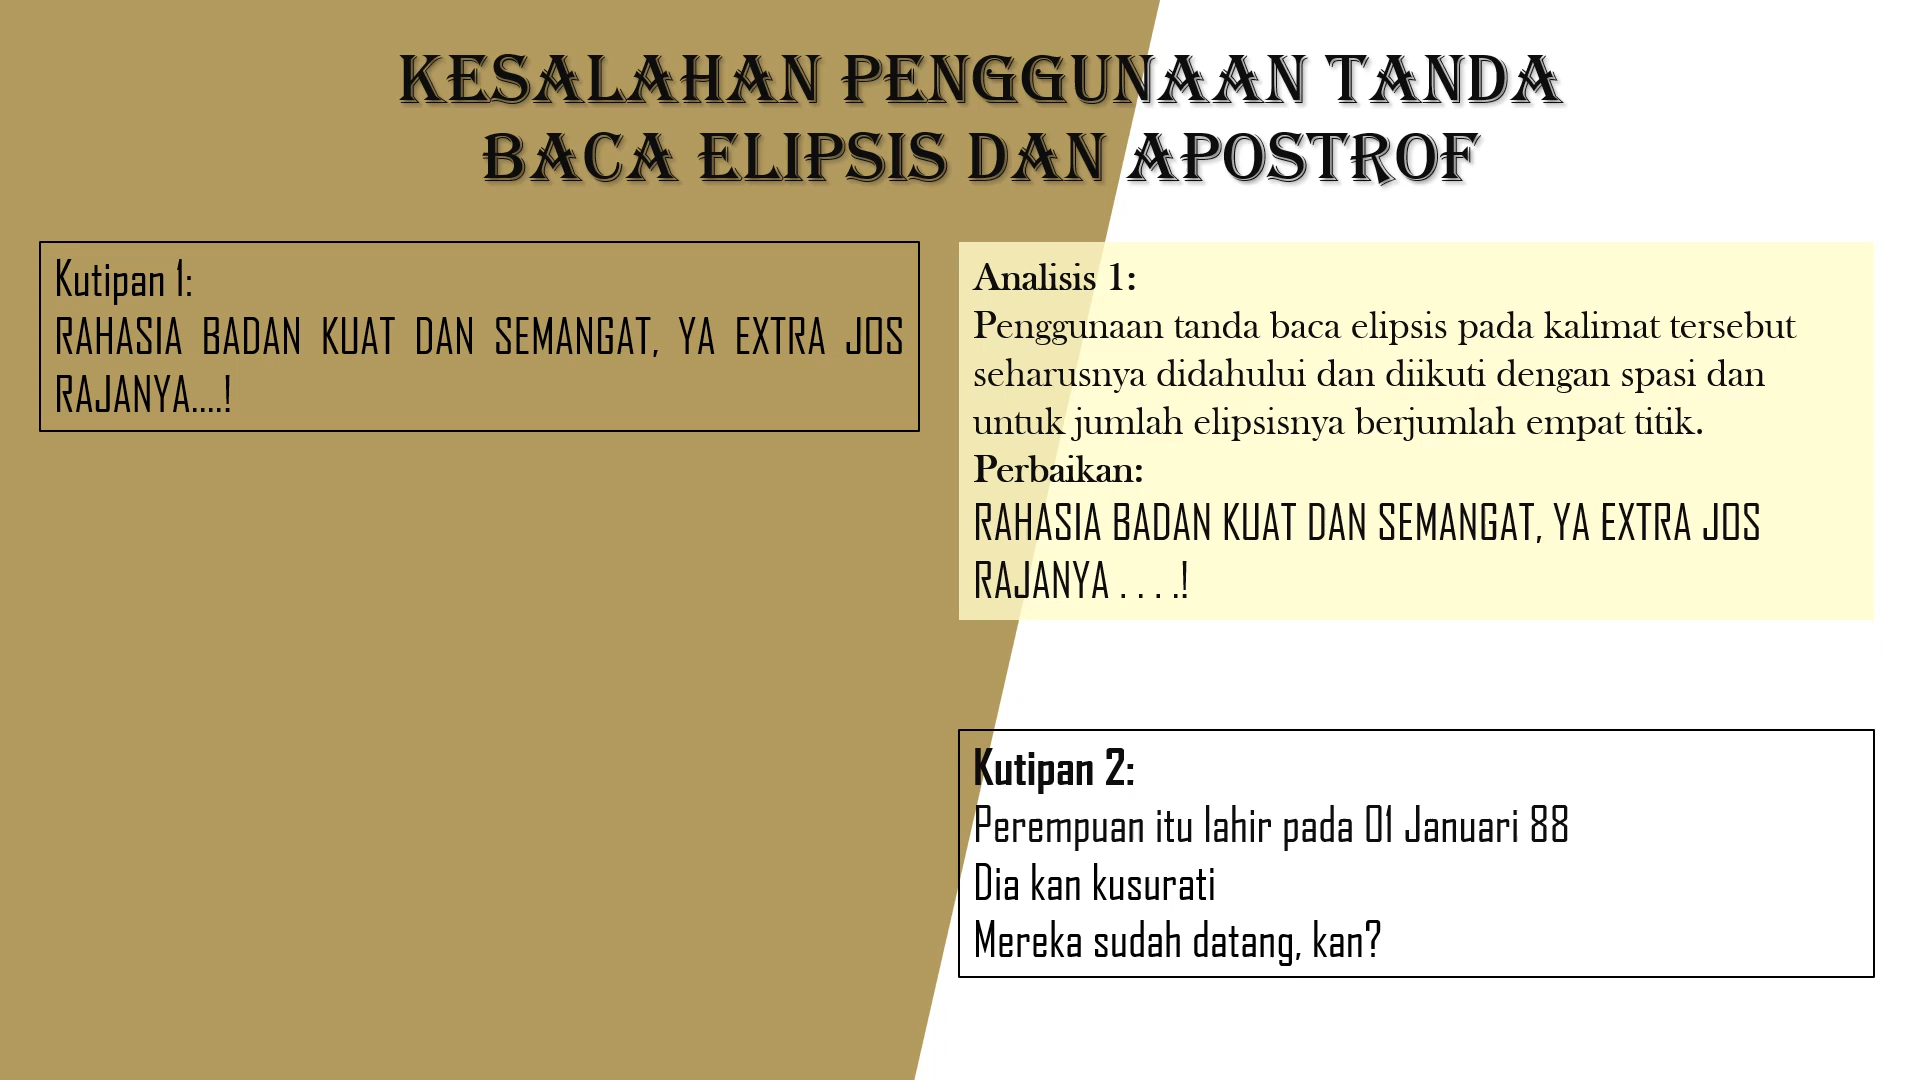 KESALAHAN PENGGUNAAN TANDA
BACA ELIPSIS DAN APOSTROF
Kutipan 1:
RAHASIA BADAN KUAT DAN SEMANGAT, YA EXTRA JOS
RAJANYA....!
Analisis 1:
Penggunaan tanda baca elipsis pada kalimat tersebut
seharusnya didahului dan diikuti dengan spasi dan
untuk jumlah elipsisnya berjumlah empat titik.
Perbaikan:
RAHASIA BADAN KUAT DAN SEMANGAT, YA EXTRA JOS
RAJANYA . . . .!
Kutipan 2:
Perempuan itu lahir pada 01 Januari 88
Dia kan kusurati
Mereka sudah datang, kan?